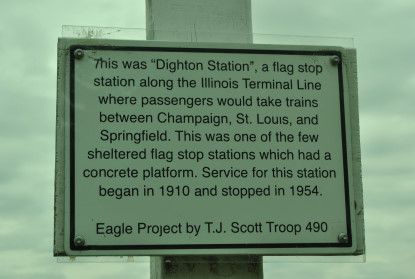 This was "Dighton Station", a flag stop
station along the Illinois Terminal Line
where passengers would take trains
between Champaign, St. Louis, and
Springfield. This was one of the few
sheltered flag stop stations which had a
concrete platform. Service for this station
began in 1910 and stopped in 1954.
Eagle Project by T.J. Scott Troop 490